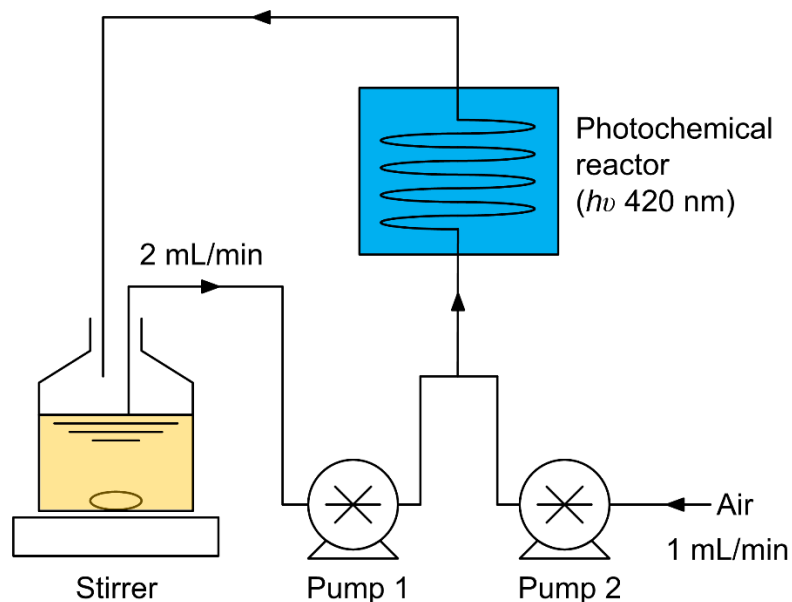 Photochemical
reactor
(hυ 420 nm)
2 mL/min
Air
1 mL/min
Stirrer
Pump 1
Pump 2